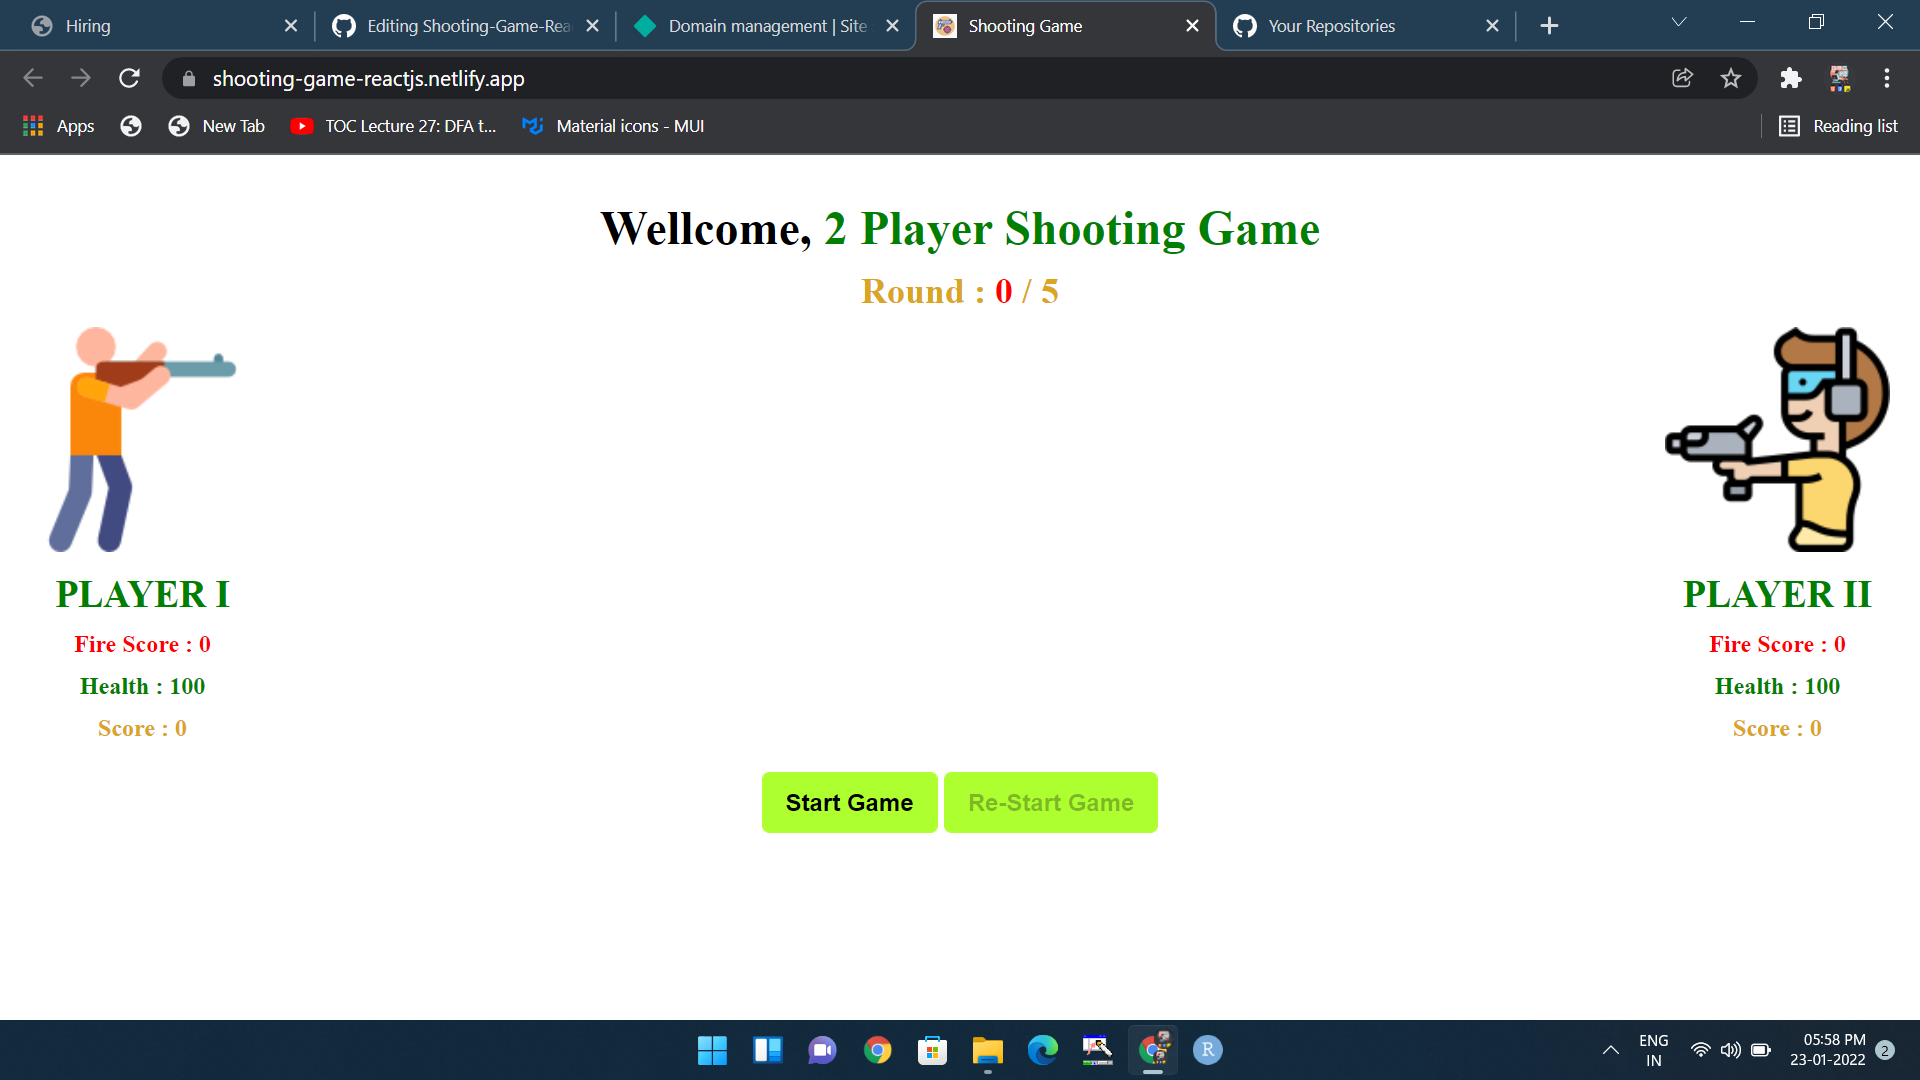 Hiring
Editing Shooting-Game-Rea
Domain management | Site
Shooting Game
Your Repositories
shooting-game-reactjs.netlify.app
Apps
New Tab
TOC Lecture 27: DFA t...
Material icons - MUI
Reading list
Wellcome, 2 Player Shooting Game
Round : 0 / 5
PLAYER I
Fire Score : 0
Health : 100
Score : 0
PLAYER II
Fire Score : 0
Health : 100
Score : 0
Start Game
Re-Start Game
R
ENG
IN
05:58 PM
23-01-2022
2